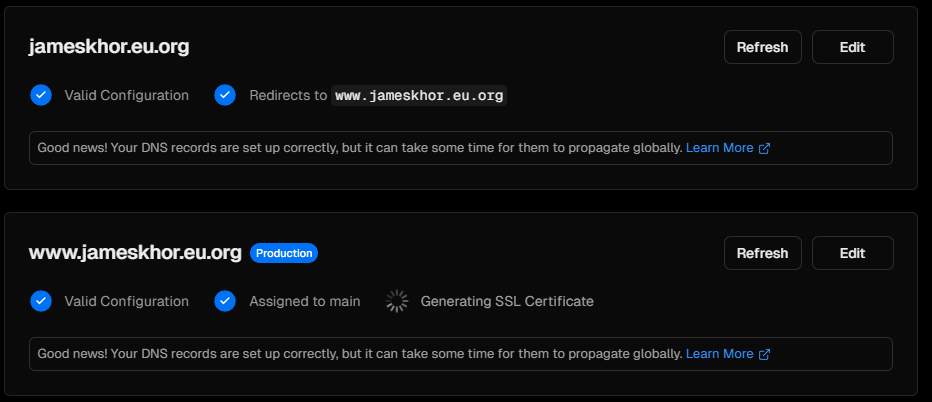 jameskhor.eu.org Refresh Edit
Valid Configuration Redirects to www.jameskhor.eu.org
Good news! Your DNS records are set up correctly, but it can take some time for them to propagate globally. Learn More
www.jameskhor.eu.org Production Refresh Edit
Valid Configuration Assigned to main Generating SSL Certificate
Good news! Your DNS records are set up correctly, but it can take some time for them to propagate globally. Learn More